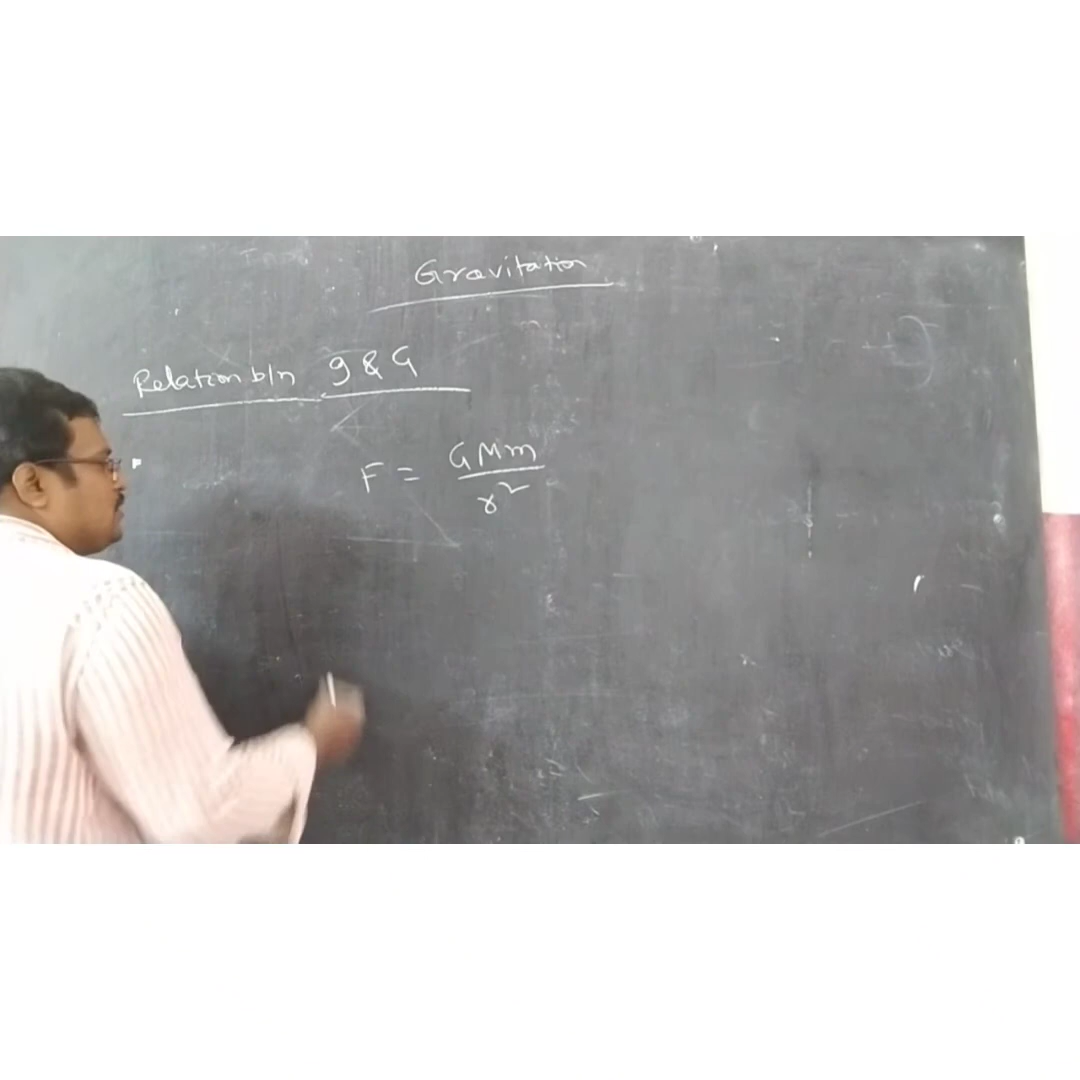 Gravitation
Relation b/n g & G
F = GMm / r²